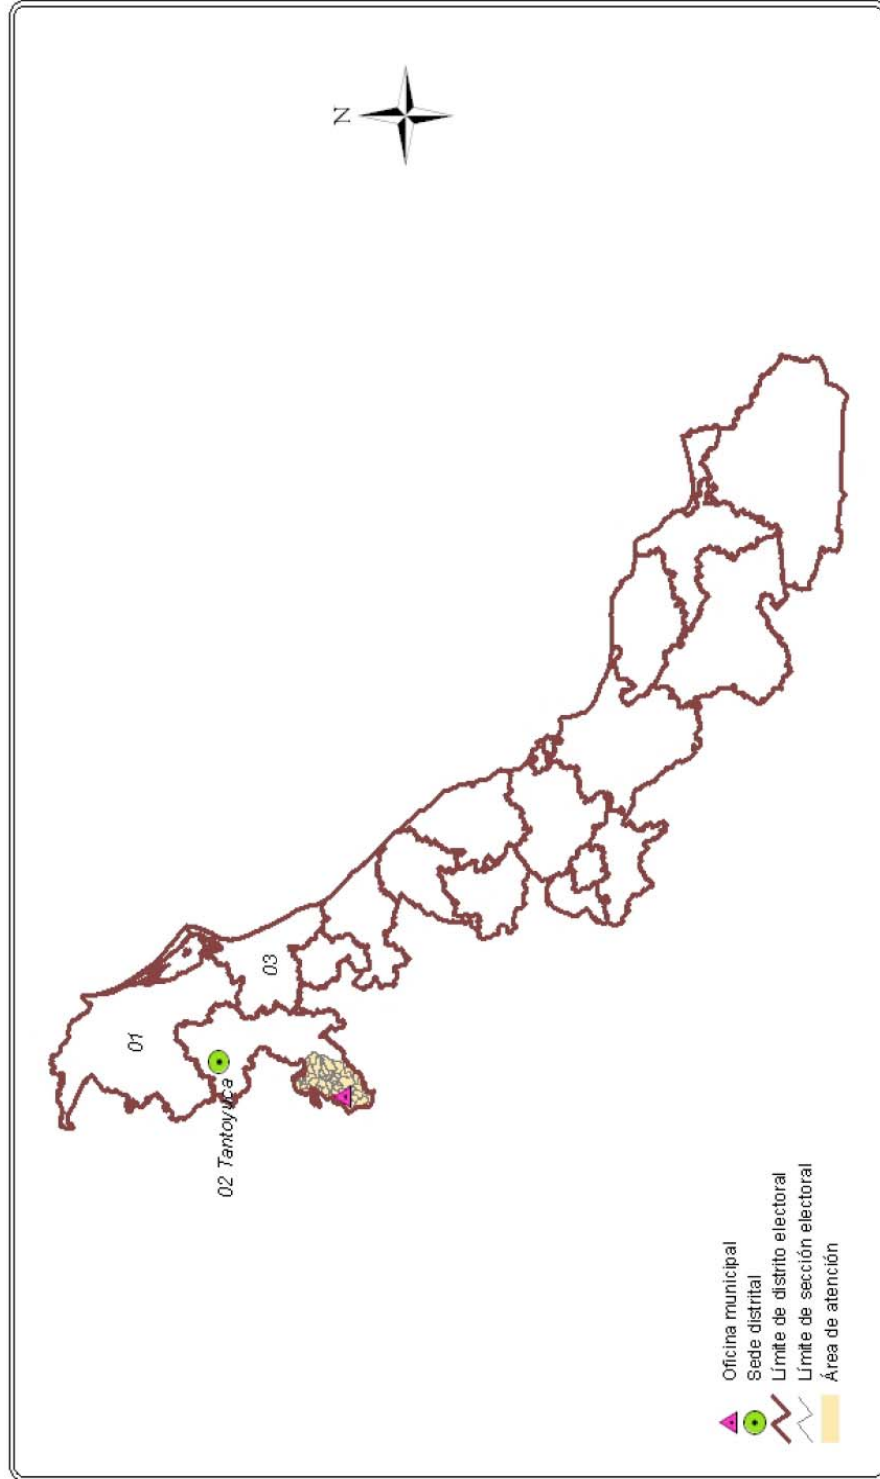 N
01
02 Tantoyuca
03
Oficina municipal
Sede distrital
Límite de distrito electoral
Límite de sección electoral
Área de atención